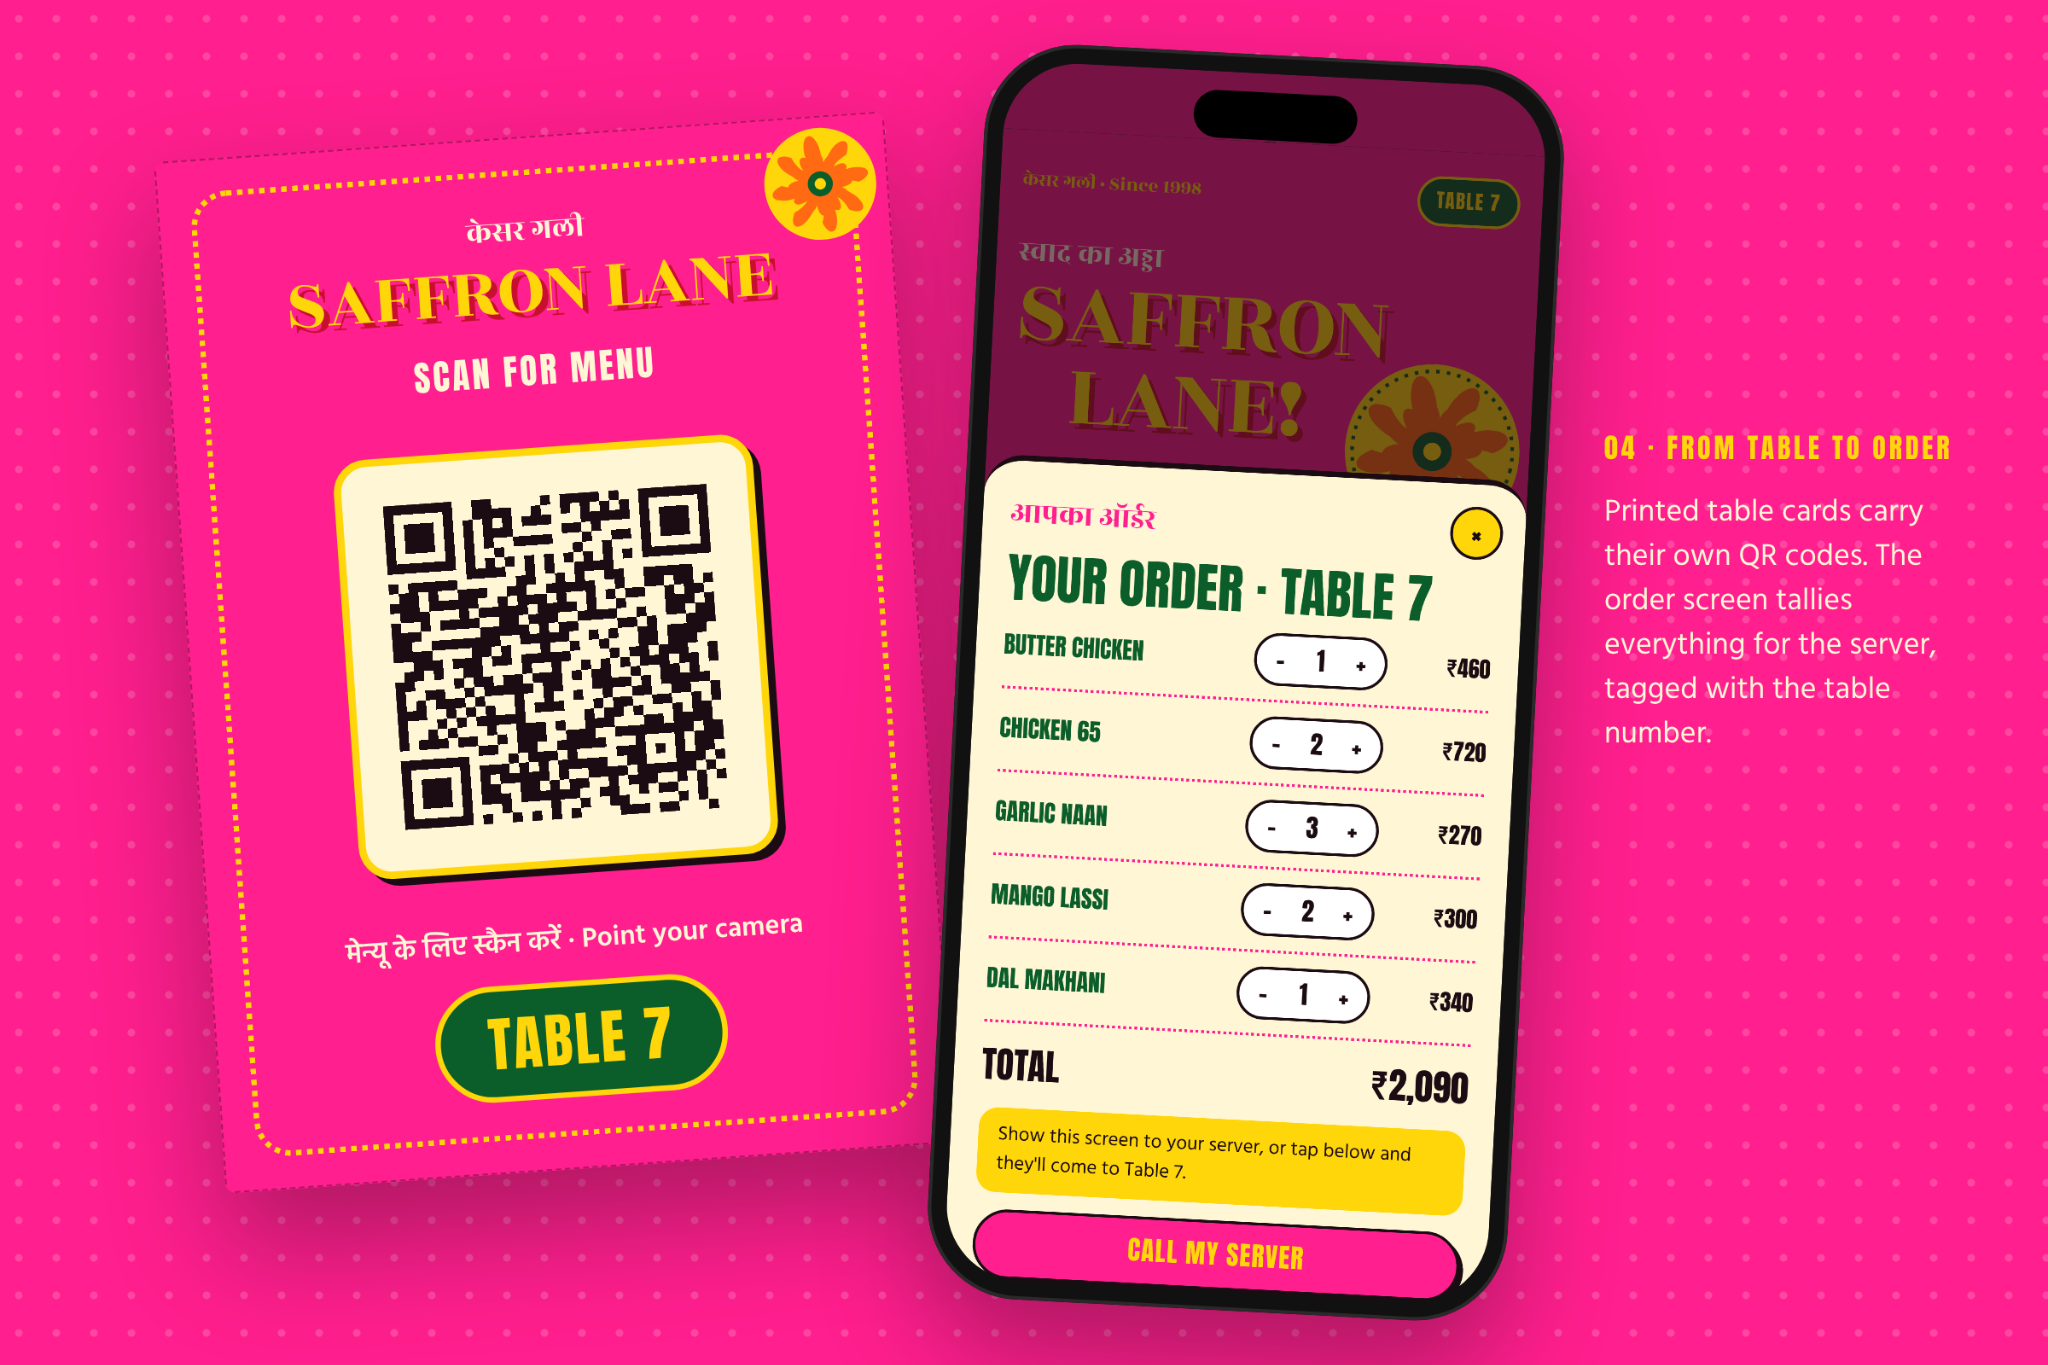 केसर गली
SAFFRON LANE
SCAN FOR MENU
मेन्यू के लिए स्कैन करें · Point your camera
TABLE 7
केसर गली · Since 1998
TABLE 7
स्वाद का अड्डा
SAFFRON
LANE!
आपका ऑर्डर
×
YOUR ORDER · TABLE 7
BUTTER CHICKEN - 1 + ₹460
CHICKEN 65 - 2 + ₹720
GARLIC NAAN - 3 + ₹270
MANGO LASSI - 2 + ₹300
DAL MAKHANI - 1 + ₹340
TOTAL ₹2,090
Show this screen to your server, or tap below and
they'll come to Table 7.
CALL MY SERVER
04 · FROM TABLE TO ORDER
Printed table cards carry
their own QR codes. The
order screen tallies
everything for the server,
tagged with the table
number.